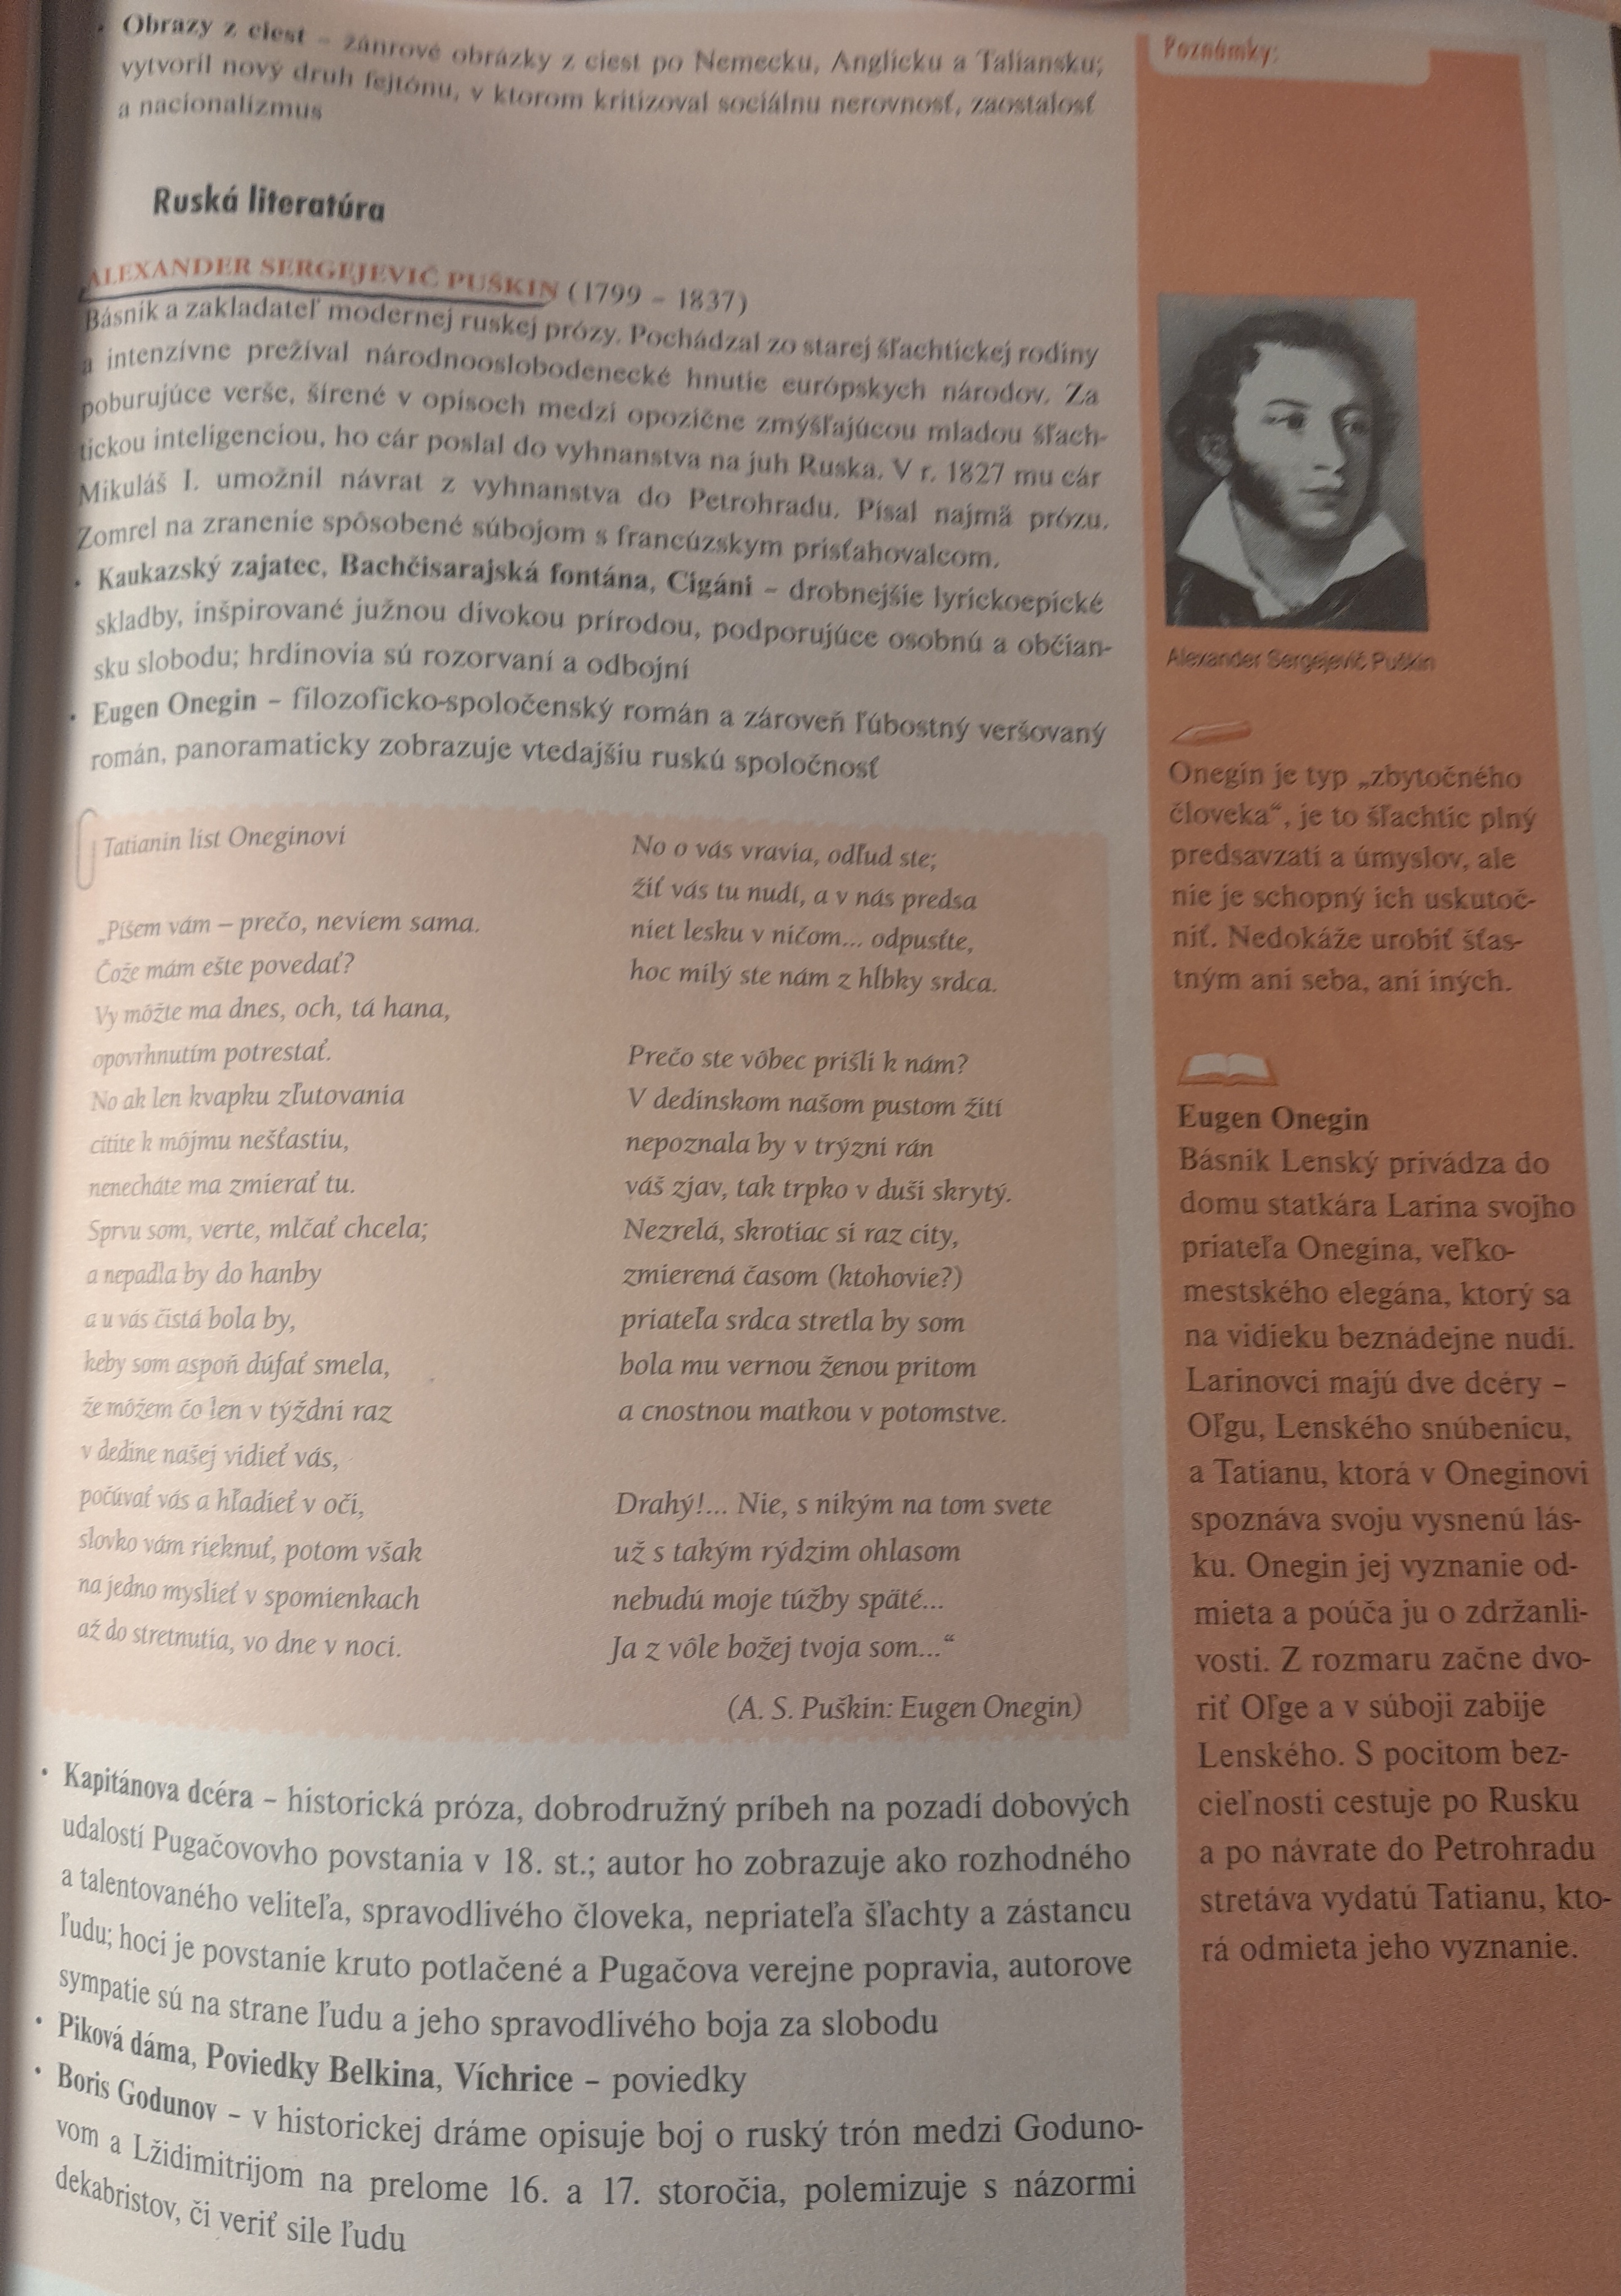 • Obrazy z ciest – žánrové obrázky z ciest po Nemecku, Anglicku a Taliansku;
vytvoril nový druh fejtónu, v ktorom kritizoval sociálnu nerovnosť, zaostalosť
a nacionalizmus
Ruská literatúra
ALEXANDER SERGEJEVIČ PUŠKIN (1799 – 1837)
Básnik a zakladateľ modernej ruskej prózy. Pochádzal zo starej šľachtickej rodiny
a intenzívne prežíval národnooslobodenecké hnutie európskych národov. Za
poburujúce verše, šírené v opisoch medzi opozične zmýšľajúcou mladou šľach-
tickou inteligenciou, ho cár poslal do vyhnanstva na juh Ruska. V r. 1827 mu cár
Mikuláš I. umožnil návrat z vyhnanstva do Petrohradu. Písal najmä prózu.
Zomrel na zranenie spôsobené súbojom s francúzskym prisťahovalcom.
• Kaukazský zajatec, Bachčisarajská fontána, Cigáni – drobnejšie lyrickoepické
skladby, inšpirované južnou divokou prírodou, podporujúce osobnú a občian-
sku slobodu; hrdinovia sú rozorvaní a odbojní
• Eugen Onegin – filozoficko-spoločenský román a zároveň ľúbostný veršovaný
román, panoramaticky zobrazuje vtedajšiu ruskú spoločnosť
Tatianin list Oneginovi
„Píšem vám – prečo, neviem sama.
Čože mám ešte povedať?
Vy môžte ma dnes, och, tá hana,
opovrhnutím potrestať.
No ak len kvapku zľutovania
cítite k môjmu nešťastiu,
nenecháte ma zmierať tu.
Sprvu som, verte, mlčať chcela;
a nepadla by do hanby
a u vás čistá bola by,
keby som aspoň dúfať smela,
že môžem čo len v týždni raz
v dedine našej vidieť vás,
počúvať vás a hľadieť v oči,
slovko vám rieknuť, potom však
na jedno myslieť v spomienkach
až do stretnutia, vo dne v noci.
No o vás vravia, odľud ste;
žiť vás tu nudí, a v nás predsa
niet lesku v ničom... odpusťte,
hoc milý ste nám z hĺbky srdca.
Prečo ste vôbec prišli k nám?
V dedinskom našom pustom žití
nepoznala by v trýzni rán
váš zjav, tak trpko v duši skrytý.
Nezrelá, skrotiac si raz city,
zmierená časom (ktohovie?)
priateľa srdca stretla by som
bola mu vernou ženou pritom
a cnostnou matkou v potomstve.
Drahý!... Nie, s nikým na tom svete
už s takým rýdzim ohlasom
nebudú moje túžby späté...
Ja z vôle božej tvoja som...“
(A. S. Puškin: Eugen Onegin)
• Kapitánova dcéra – historická próza, dobrodružný príbeh na pozadí dobových
udalostí Pugačovovho povstania v 18. st.; autor ho zobrazuje ako rozhodného
a talentovaného veliteľa, spravodlivého človeka, nepriateľa šľachty a zástancu
ľudu; hoci je povstanie kruto potlačené a Pugačova verejne popravia, autorove
sympatie sú na strane ľudu a jeho spravodlivého boja za slobodu
• Piková dáma, Poviedky Belkina, Víchrice – poviedky
• Boris Godunov – v historickej dráme opisuje boj o ruský trón medzi Goduno-
vom a Lžidimitrijom na prelome 16. a 17. storočia, polemizuje s názormi
dekabristov, či veriť sile ľudu
Poznámky:
Alexander Sergejevič Puškin
Onegin je typ „zbytočného
človeka“, je to šľachtic plný
predsavzatí a úmyslov, ale
nie je schopný ich uskutoč-
niť. Nedokáže urobiť šťas-
tným ani seba, ani iných.
Eugen Onegin
Básnik Lenský privádza do
domu statkára Larina svojho
priateľa Onegina, veľko-
mestského elegána, ktorý sa
na vidieku beznádejne nudí.
Larinovci majú dve dcéry –
Oľgu, Lenského snúbenicu,
a Tatianu, ktorá v Oneginovi
spoznáva svoju vysnenú lás-
ku. Onegin jej vyznanie od-
mieta a poúča ju o zdržanli-
vosti. Z rozmaru začne dvo-
riť Oľge a v súboji zabije
Lenského. S pocitom bez-
cieľnosti cestuje po Rusku
a po návrate do Petrohradu
stretáva vydatú Tatianu, kto-
rá odmieta jeho vyznanie.